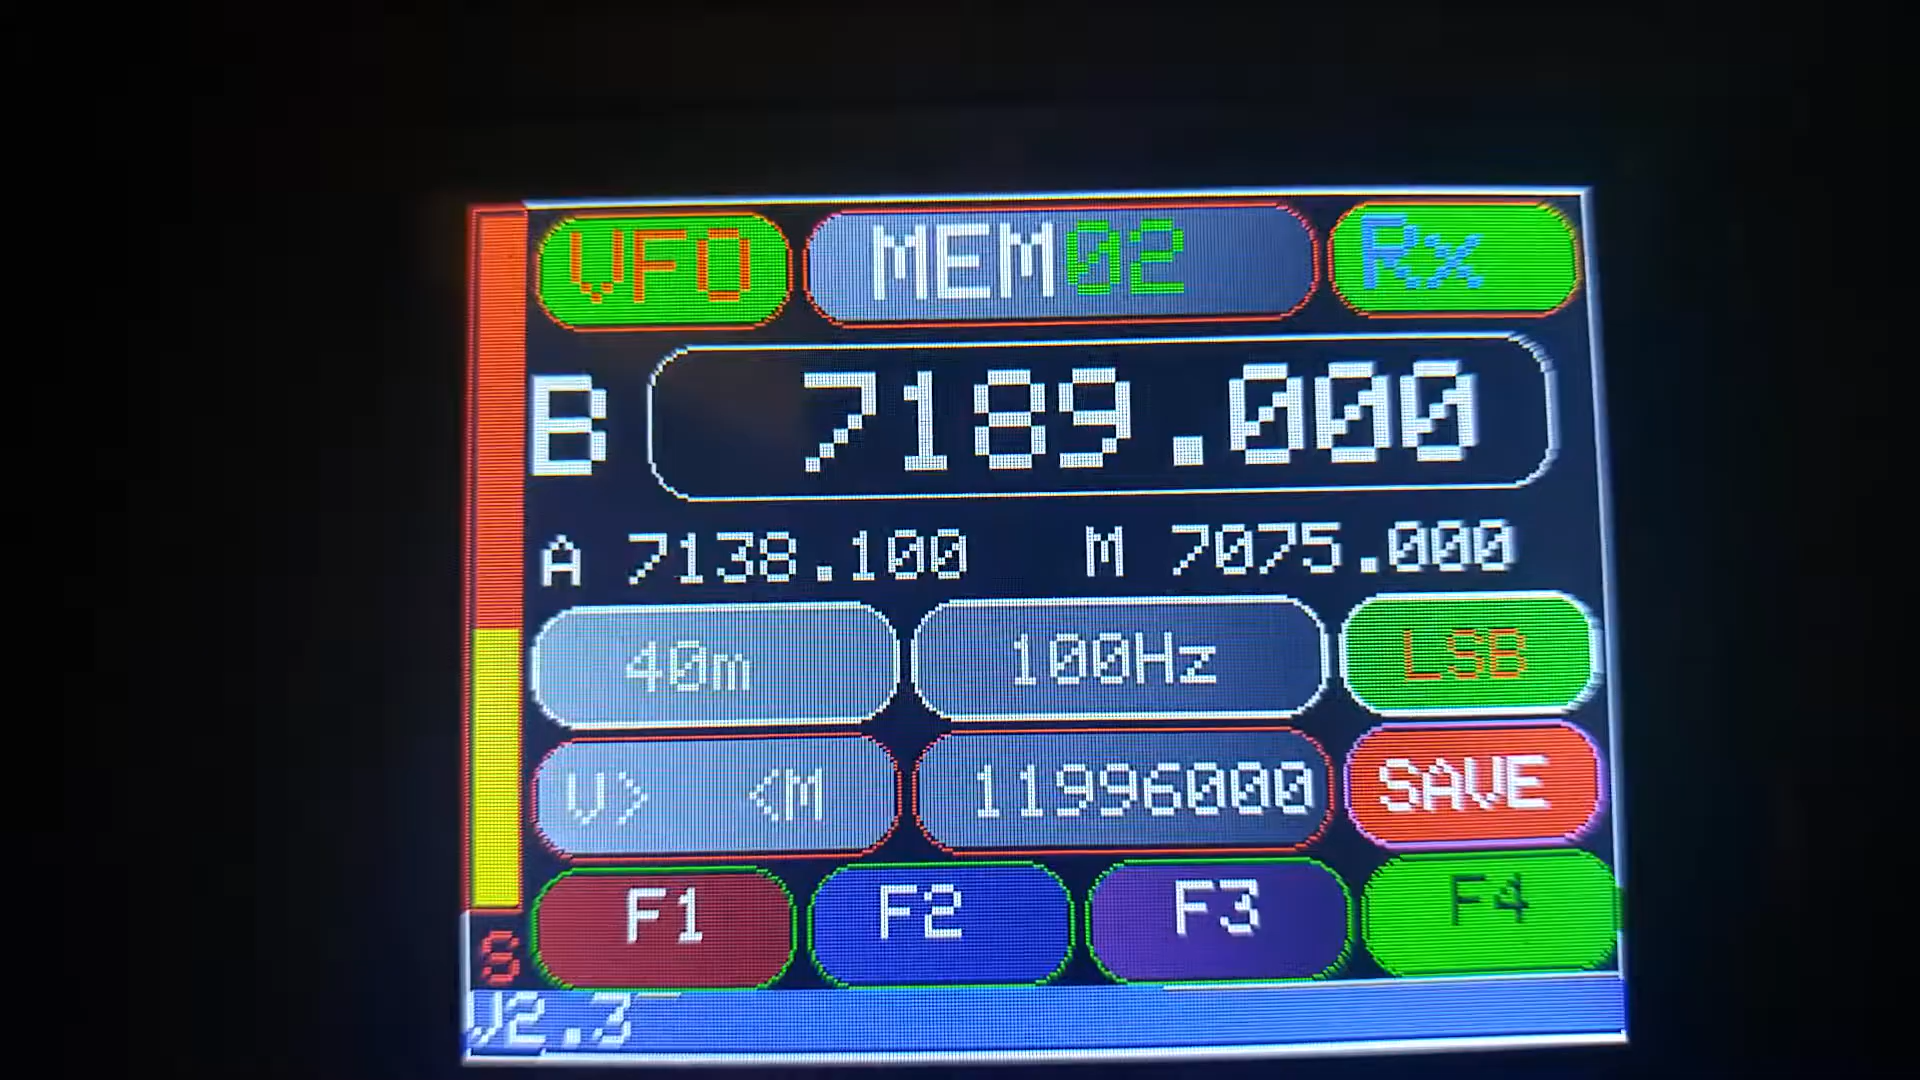 VFO MEM02 Rx
B 7189.000
A 7138.100 M 7075.000
40m 100Hz LSB
V> <M 11996000 SAVE
F1 F2 F3 F4
S
V2.3